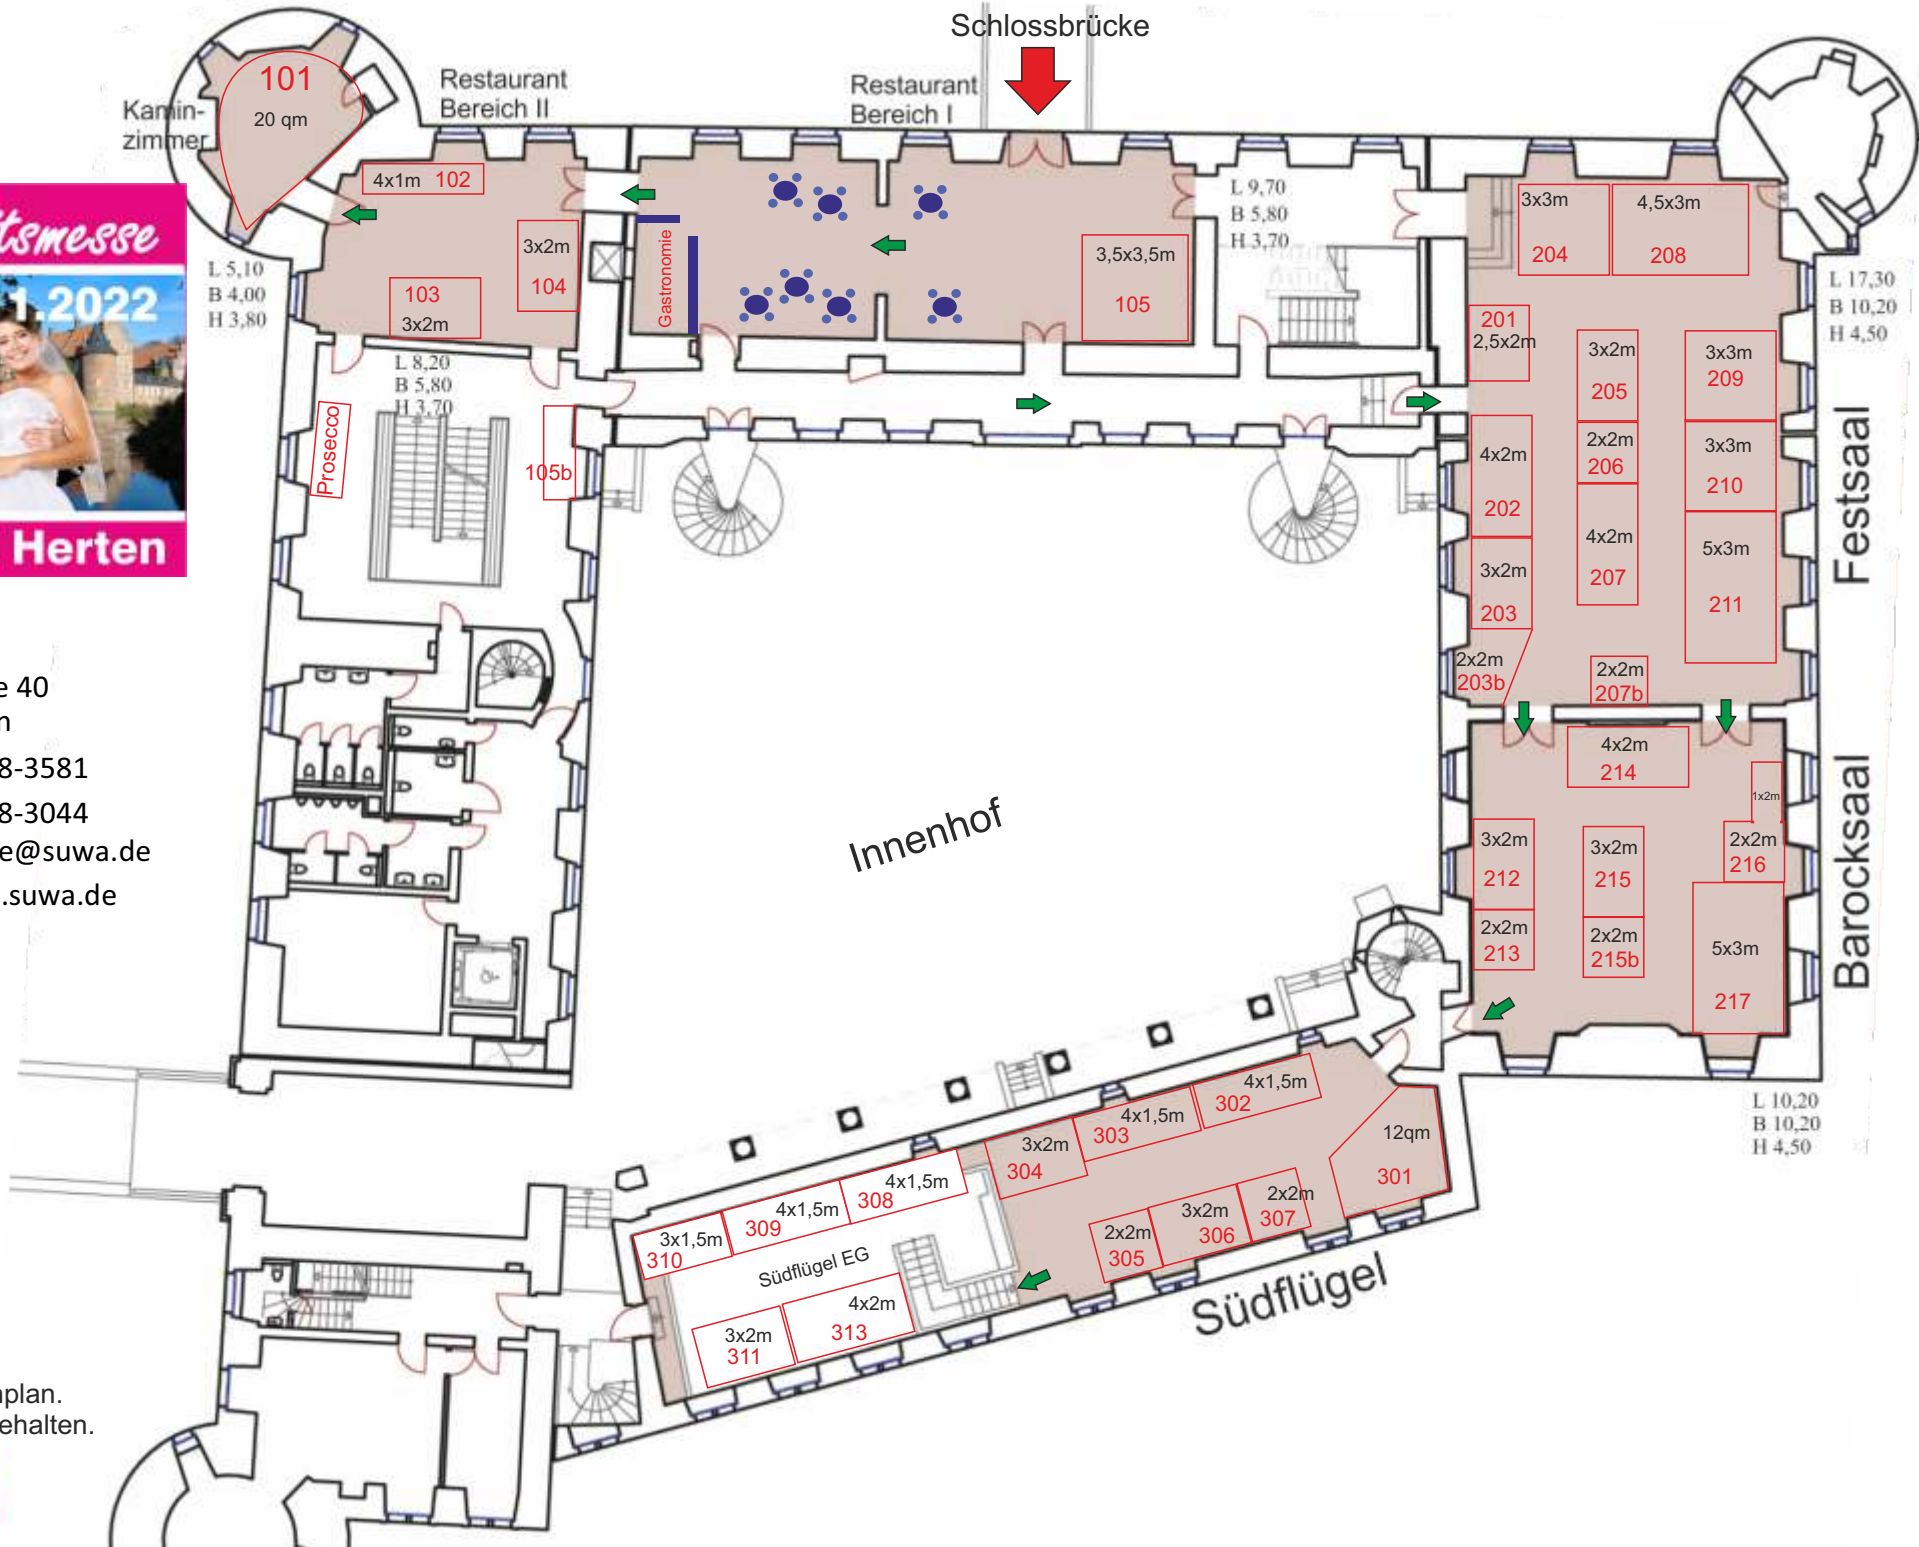 Schlossbrücke
101
20 qm
Kamin-
zimmer
Restaurant
Bereich II
Restaurant
Bereich I
4x1m 102
3x2m
104
103
3x2m
L 5,10
B 4,00
H 3,80
Gastronomie
3,5x3,5m
105
L 9,70
B 5,80
H 3,70
L 8,20
B 5,80
H 3,70
Prosecco
105b
tsmesse
1.2022
Herten
e 40
n
8-3581
8-3044
e@suwa.de
.suwa.de
3x3m
204
4,5x3m
208
L 17,30
B 10,20
H 4,50
201
2,5x2m
3x2m
205
3x3m
209
4x2m
202
2x2m
206
3x3m
210
3x2m
203
4x2m
207
5x3m
211
2x2m
203b
2x2m
207b
Festsaal
4x2m
214
1x2m
2x2m
216
3x2m
212
3x2m
215
2x2m
213
2x2m
215b
5x3m
217
Barocksaal
L 10,20
B 10,20
H 4,50
Innenhof
4x1,5m
302
4x1,5m
303
3x2m
304
12qm
301
2x2m
307
3x2m
306
2x2m
305
4x1,5m
308
4x1,5m
309
3x1,5m
310
Südflügel EG
4x2m
313
3x2m
311
Südflügel
nplan.
ehalten.